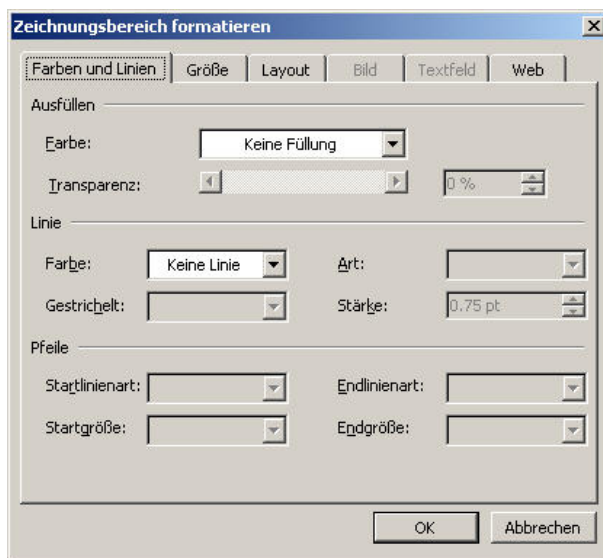 Zeichnungsbereich formatieren
Farben und Linien Größe Layout Bild Textfeld Web
Ausfüllen
Farbe: Keine Füllung
Transparenz: 0 %
Linie
Farbe: Keine Linie Art:
Gestrichelt: Stärke: 0.75 pt
Pfeile
Startlinienart: Endlinienart:
Startgröße: Endgröße:
OK Abbrechen